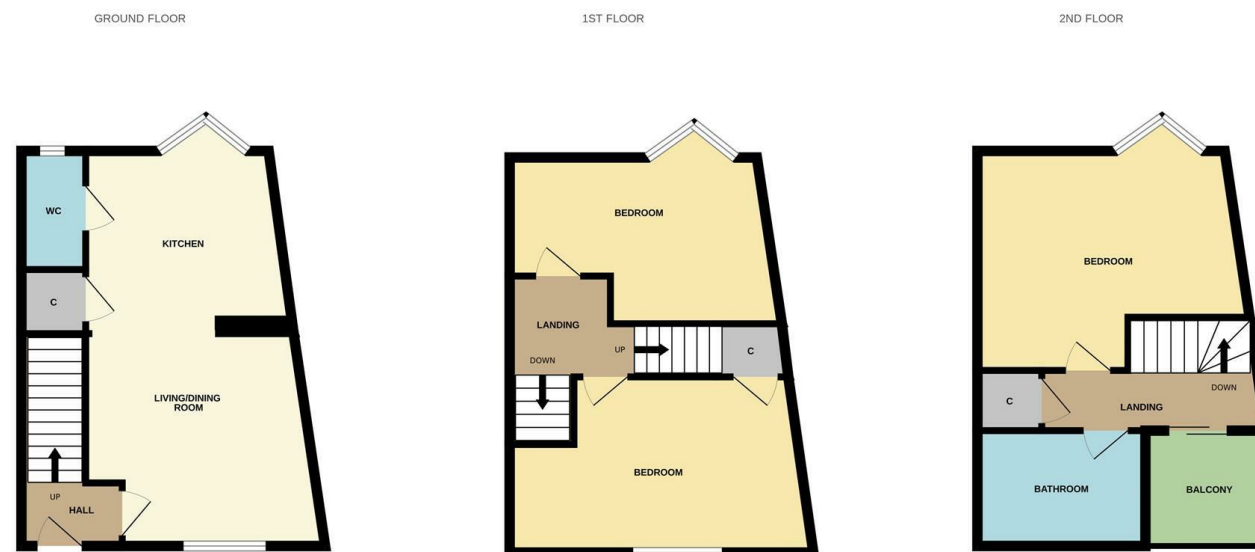 GROUND FLOOR
WC
KITCHEN
C
LIVING/DINING
ROOM
UP
HALL
1ST FLOOR
BEDROOM
LANDING
UP
C
DOWN
BEDROOM
2ND FLOOR
BEDROOM
DOWN
C
LANDING
BATHROOM
BALCONY